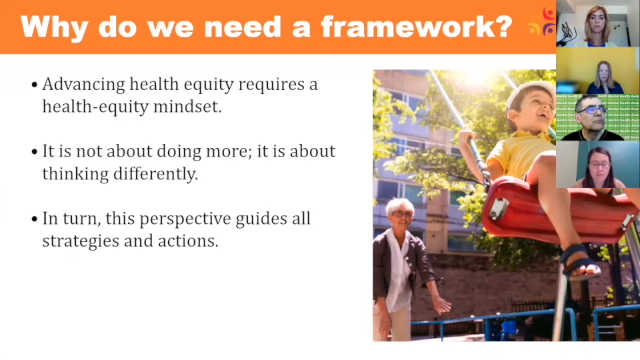 Why do we need a framework?
• Advancing health equity requires a
health-equity mindset.
• It is not about doing more; it is about
thinking differently.
• In turn, this perspective guides all
strategies and actions.